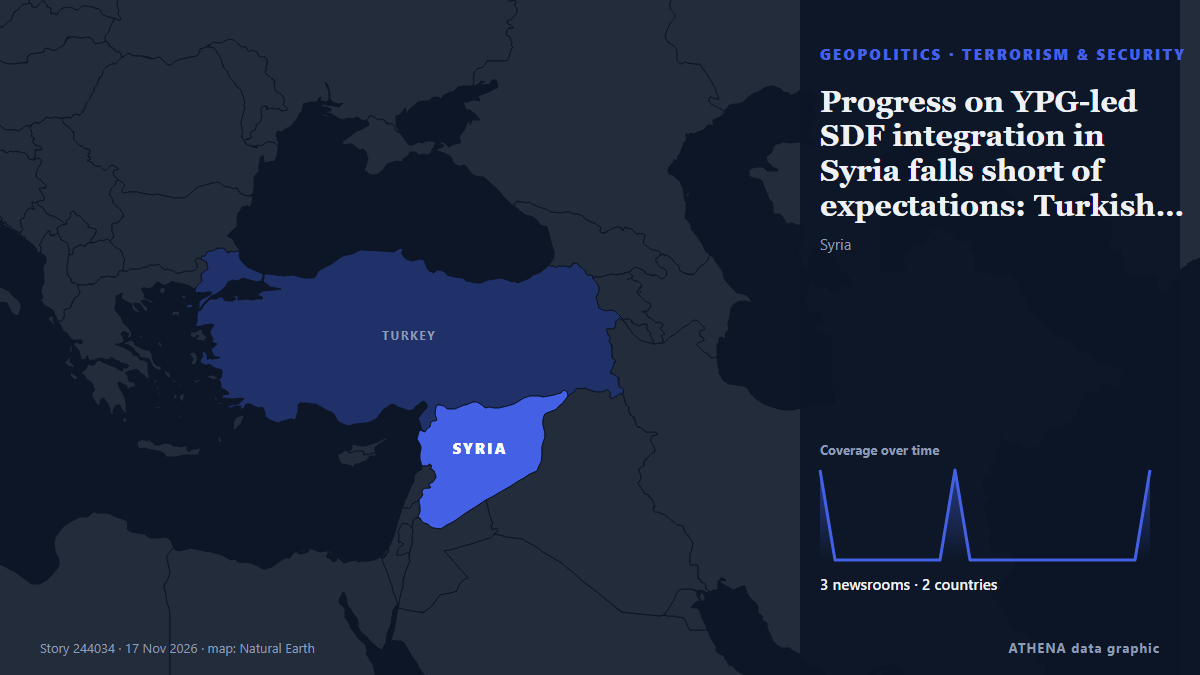 GEOPOLITICS · TERRORISM & SECURITY
Progress on YPG-led
SDF integration in
Syria falls short of
expectations: Turkish...
Syria
TURKEY
SYRIA
Coverage over time
3 newsrooms · 2 countries
Story 244034 · 17 Nov 2026 · map: Natural Earth
ATHENA data graphic